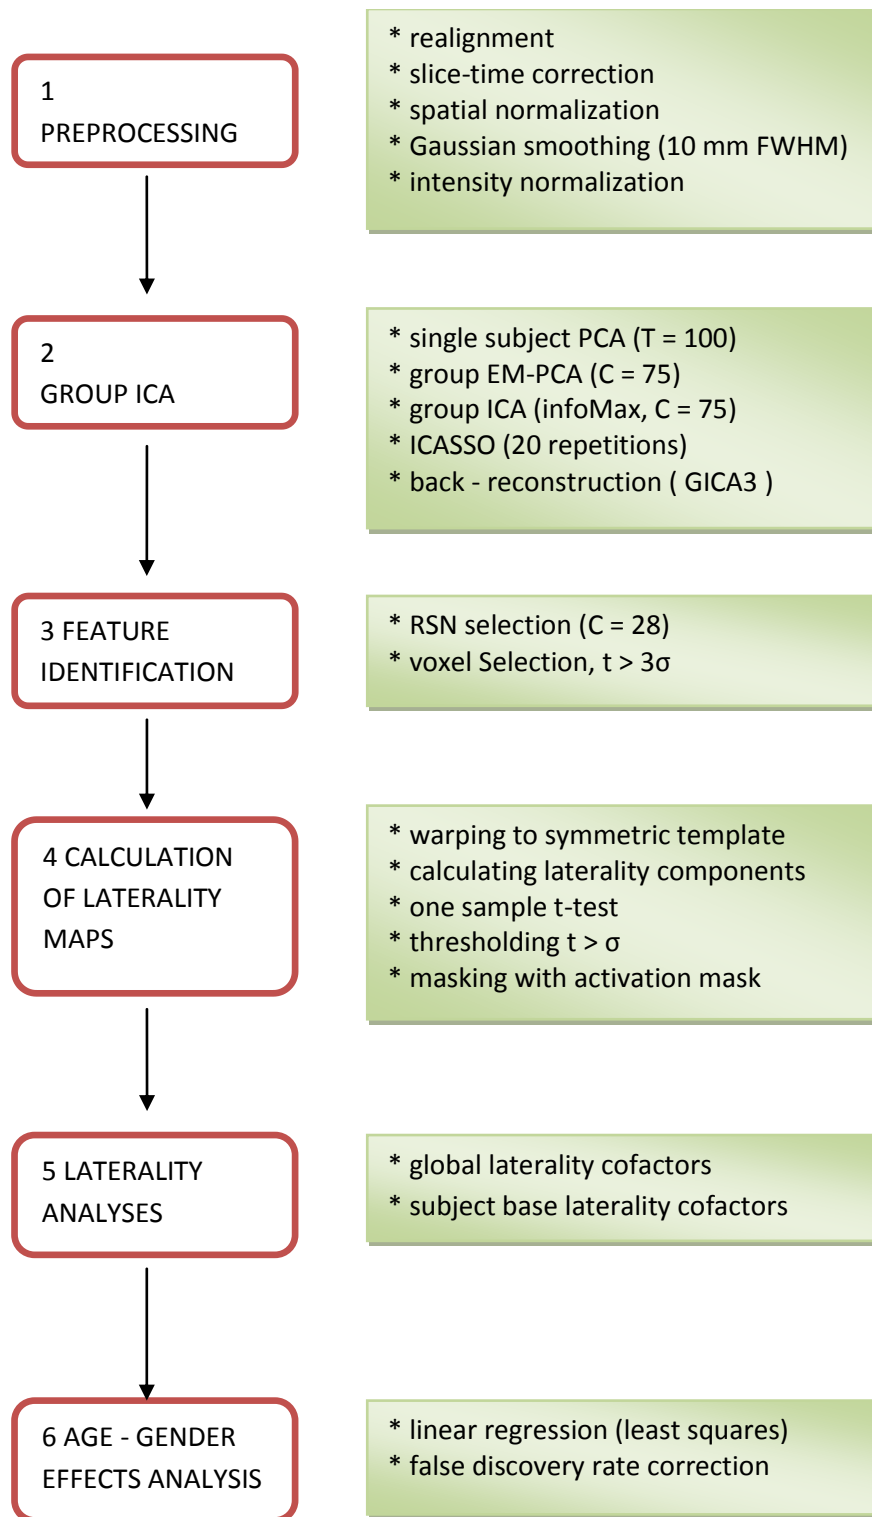 1
PREPROCESSING
* realignment
* slice-time correction
* spatial normalization
* Gaussian smoothing (10 mm FWHM)
* intensity normalization
2
GROUP ICA
* single subject PCA (T = 100)
* group EM-PCA (C = 75)
* group ICA (infoMax, C = 75)
* ICASSO (20 repetitions)
* back - reconstruction ( GICA3 )
3 FEATURE
IDENTIFICATION
* RSN selection (C = 28)
* voxel Selection, t > 3σ
4 CALCULATION
OF LATERALITY
MAPS
* warping to symmetric template
* calculating laterality components
* one sample t-test
* thresholding t > σ
* masking with activation mask
5 LATERALITY
ANALYSES
* global laterality cofactors
* subject base laterality cofactors
6 AGE - GENDER
EFFECTS ANALYSIS
* linear regression (least squares)
* false discovery rate correction